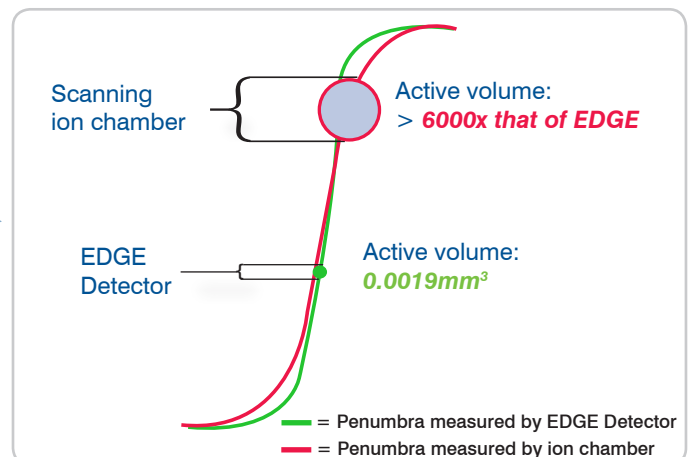 Scanning
ion chamber
Active volume:
> 6000x that of EDGE
EDGE
Detector
Active volume:
0.0019mm³
= Penumbra measured by EDGE Detector
= Penumbra measured by ion chamber